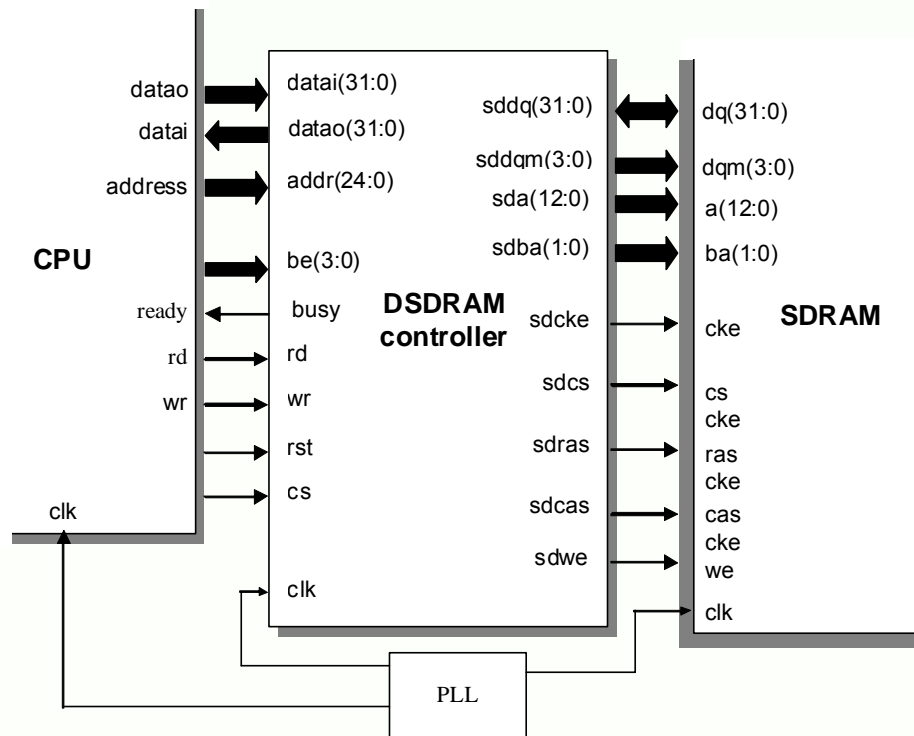 datao
datai
address
CPU
ready
rd
wr
clk
datai(31:0)
datao(31:0)
addr(24:0)
be(3:0)
busy
rd
wr
rst
cs
clk
DSDRAM
controller
sddq(31:0)
sddqm(3:0)
sda(12:0)
sdba(1:0)
sdcke
sdcs
sdras
sdcas
sdwe
dq(31:0)
dqm(3:0)
a(12:0)
ba(1:0)
SDRAM
cke
cs
cke
ras
cke
cas
cke
we
clk
PLL